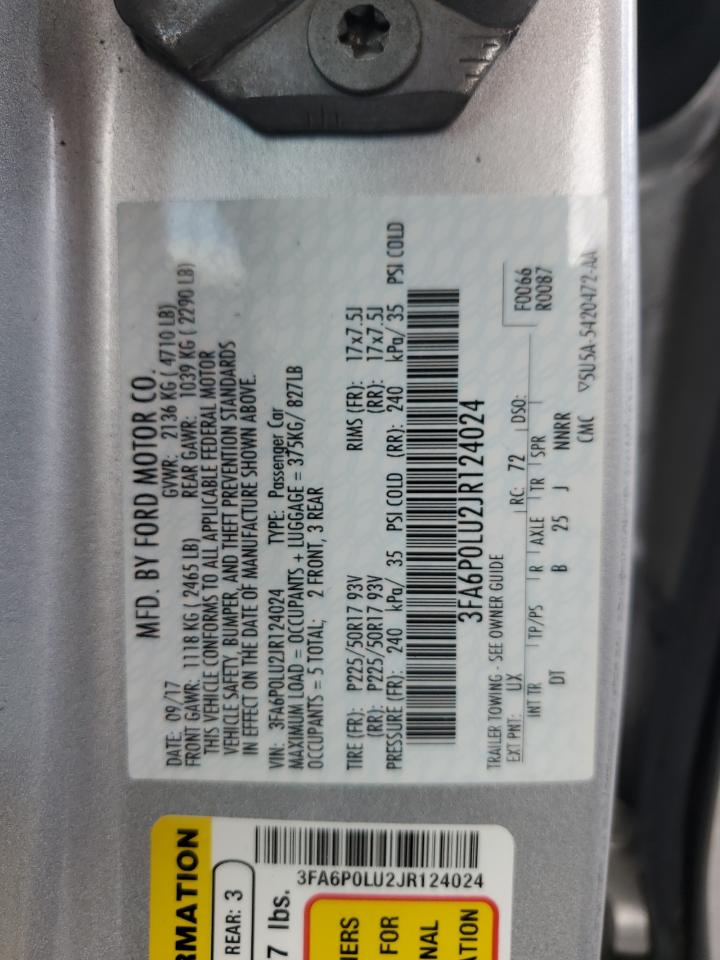 MFD. BY FORD MOTOR CO.
DATE: 09/17 GVWR: 2136 KG ( 4710 LB)
FRONT GAWR: 1118 KG ( 2465 LB) REAR GAWR: 1039 KG ( 2290 LB)
THIS VEHICLE CONFORMS TO ALL APPLICABLE FEDERAL MOTOR
VEHICLE SAFETY, BUMPER, AND THEFT PREVENTION STANDARDS
IN EFFECT ON THE DATE OF MANUFACTURE SHOWN ABOVE.
VIN: 3FA6P0LU2JR124024 TYPE: Passenger Car
MAXIMUM LOAD = OCCUPANTS + LUGGAGE = 375KG/ 827LB
OCCUPANTS = 5 TOTAL; 2 FRONT, 3 REAR
TIRE (FR): P225/50R17 93V RIMS (FR): 17x7.5J
(RR): P225/50R17 93V (RR): 17x7.5J
PRESSURE (FR): 240 kPa/ 35 PSI COLD (RR): 240 kPa/ 35 PSI COLD
3FA6P0LU2JR124024
TRAILER TOWING - SEE OWNER GUIDE
EXT PNT: UX RC: 72 DSO: F0066
R0087
INT TR TP/PS R AXLE TR SPR
DT B 25 J NNRR
CMC ▽5U5A-5420472-AA
RMATION
REAR: 3
7 lbs.
3FA6P0LU2JR124024
IERS
FOR
NAL
ATION